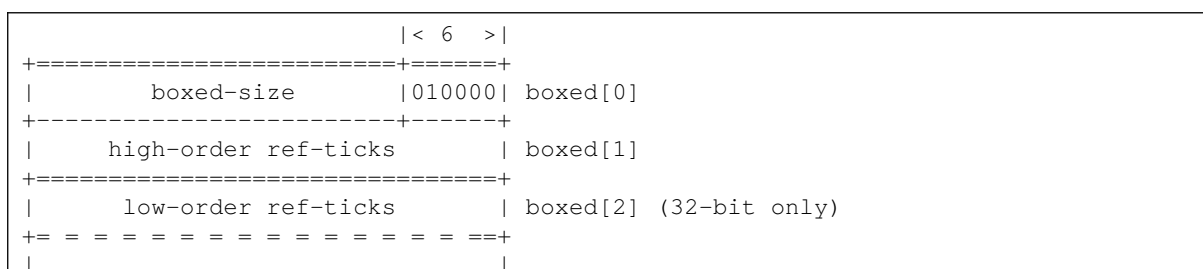 |< 6  >|
+=========================+======+
|        boxed-size       |010000| boxed[0]
+-------------------------+------+
|     high-order ref-ticks       | boxed[1]
+================================+
|      low-order ref-ticks       | boxed[2] (32-bit only)
+= = = = = = = = = = = = = = = ==+
|                                |